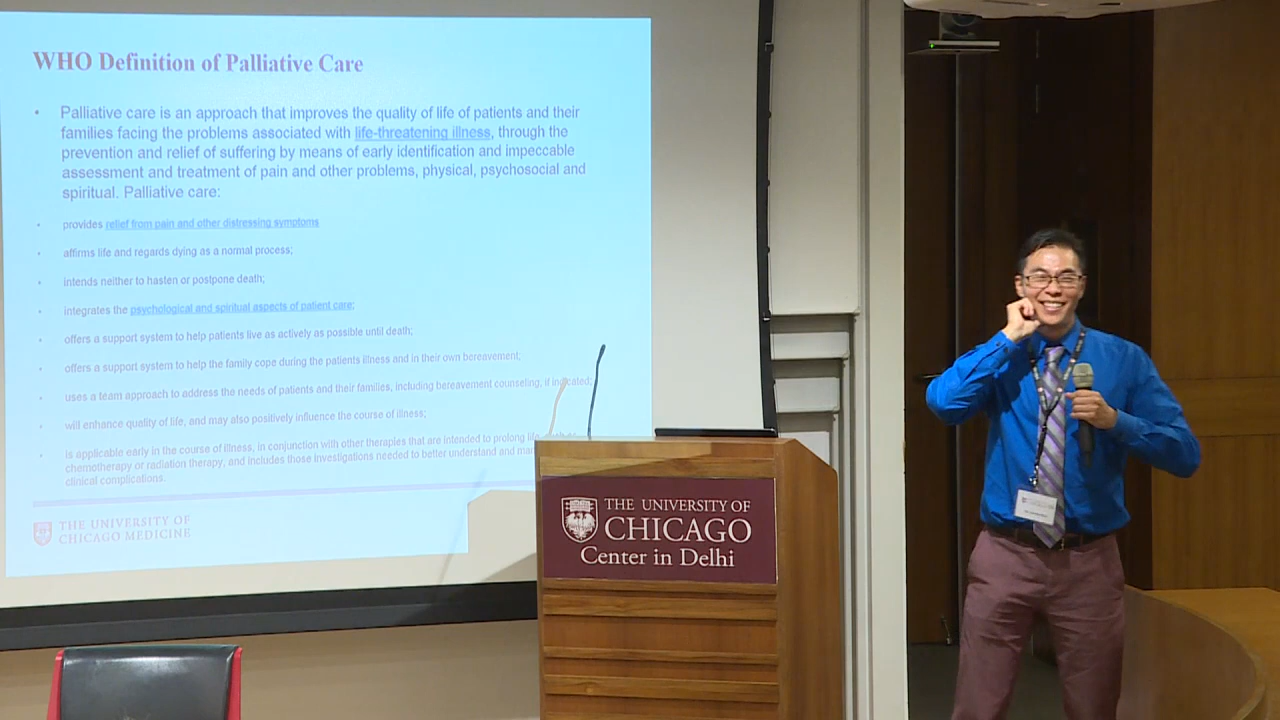 WHO Definition of Palliative Care
• Palliative care is an approach that improves the quality of life of patients and their
families facing the problems associated with life-threatening illness, through the
prevention and relief of suffering by means of early identification and impeccable
assessment and treatment of pain and other problems, physical, psychosocial and
spiritual. Palliative care:
• provides relief from pain and other distressing symptoms
• affirms life and regards dying as a normal process;
• intends neither to hasten or postpone death;
• integrates the psychological and spiritual aspects of patient care;
• offers a support system to help patients live as actively as possible until death;
• offers a support system to help the family cope during the patients illness and in their own bereavement,
• uses a team approach to address the needs of patients and their families, including bereavement counseling, if indicated;
• will enhance quality of life, and may also positively influence the course of illness;
• is applicable early in the course of illness, in conjunction with other therapies that are intended to prolong
chemotherapy or radiation therapy, and includes those investigations needed to better understand and
clinical complications.
THE UNIVERSITY OF
CHICAGO MEDICINE
THE UNIVERSITY OF
CHICAGO
Center in Delhi